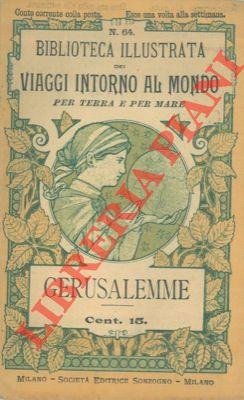 Conto corrente colla posta. Esce una volta alla settimana.
N. 64.
BIBLIOTECA ILLUSTRATA
DEI
VIAGGI INTORNO AL MONDO
PER TERRA E PER MARE
LIBRERIA PIANI
GERUSALEMME
Cent. 15.
MILANO - SOCIETÀ EDITRICE SONZOGNO - MILANO